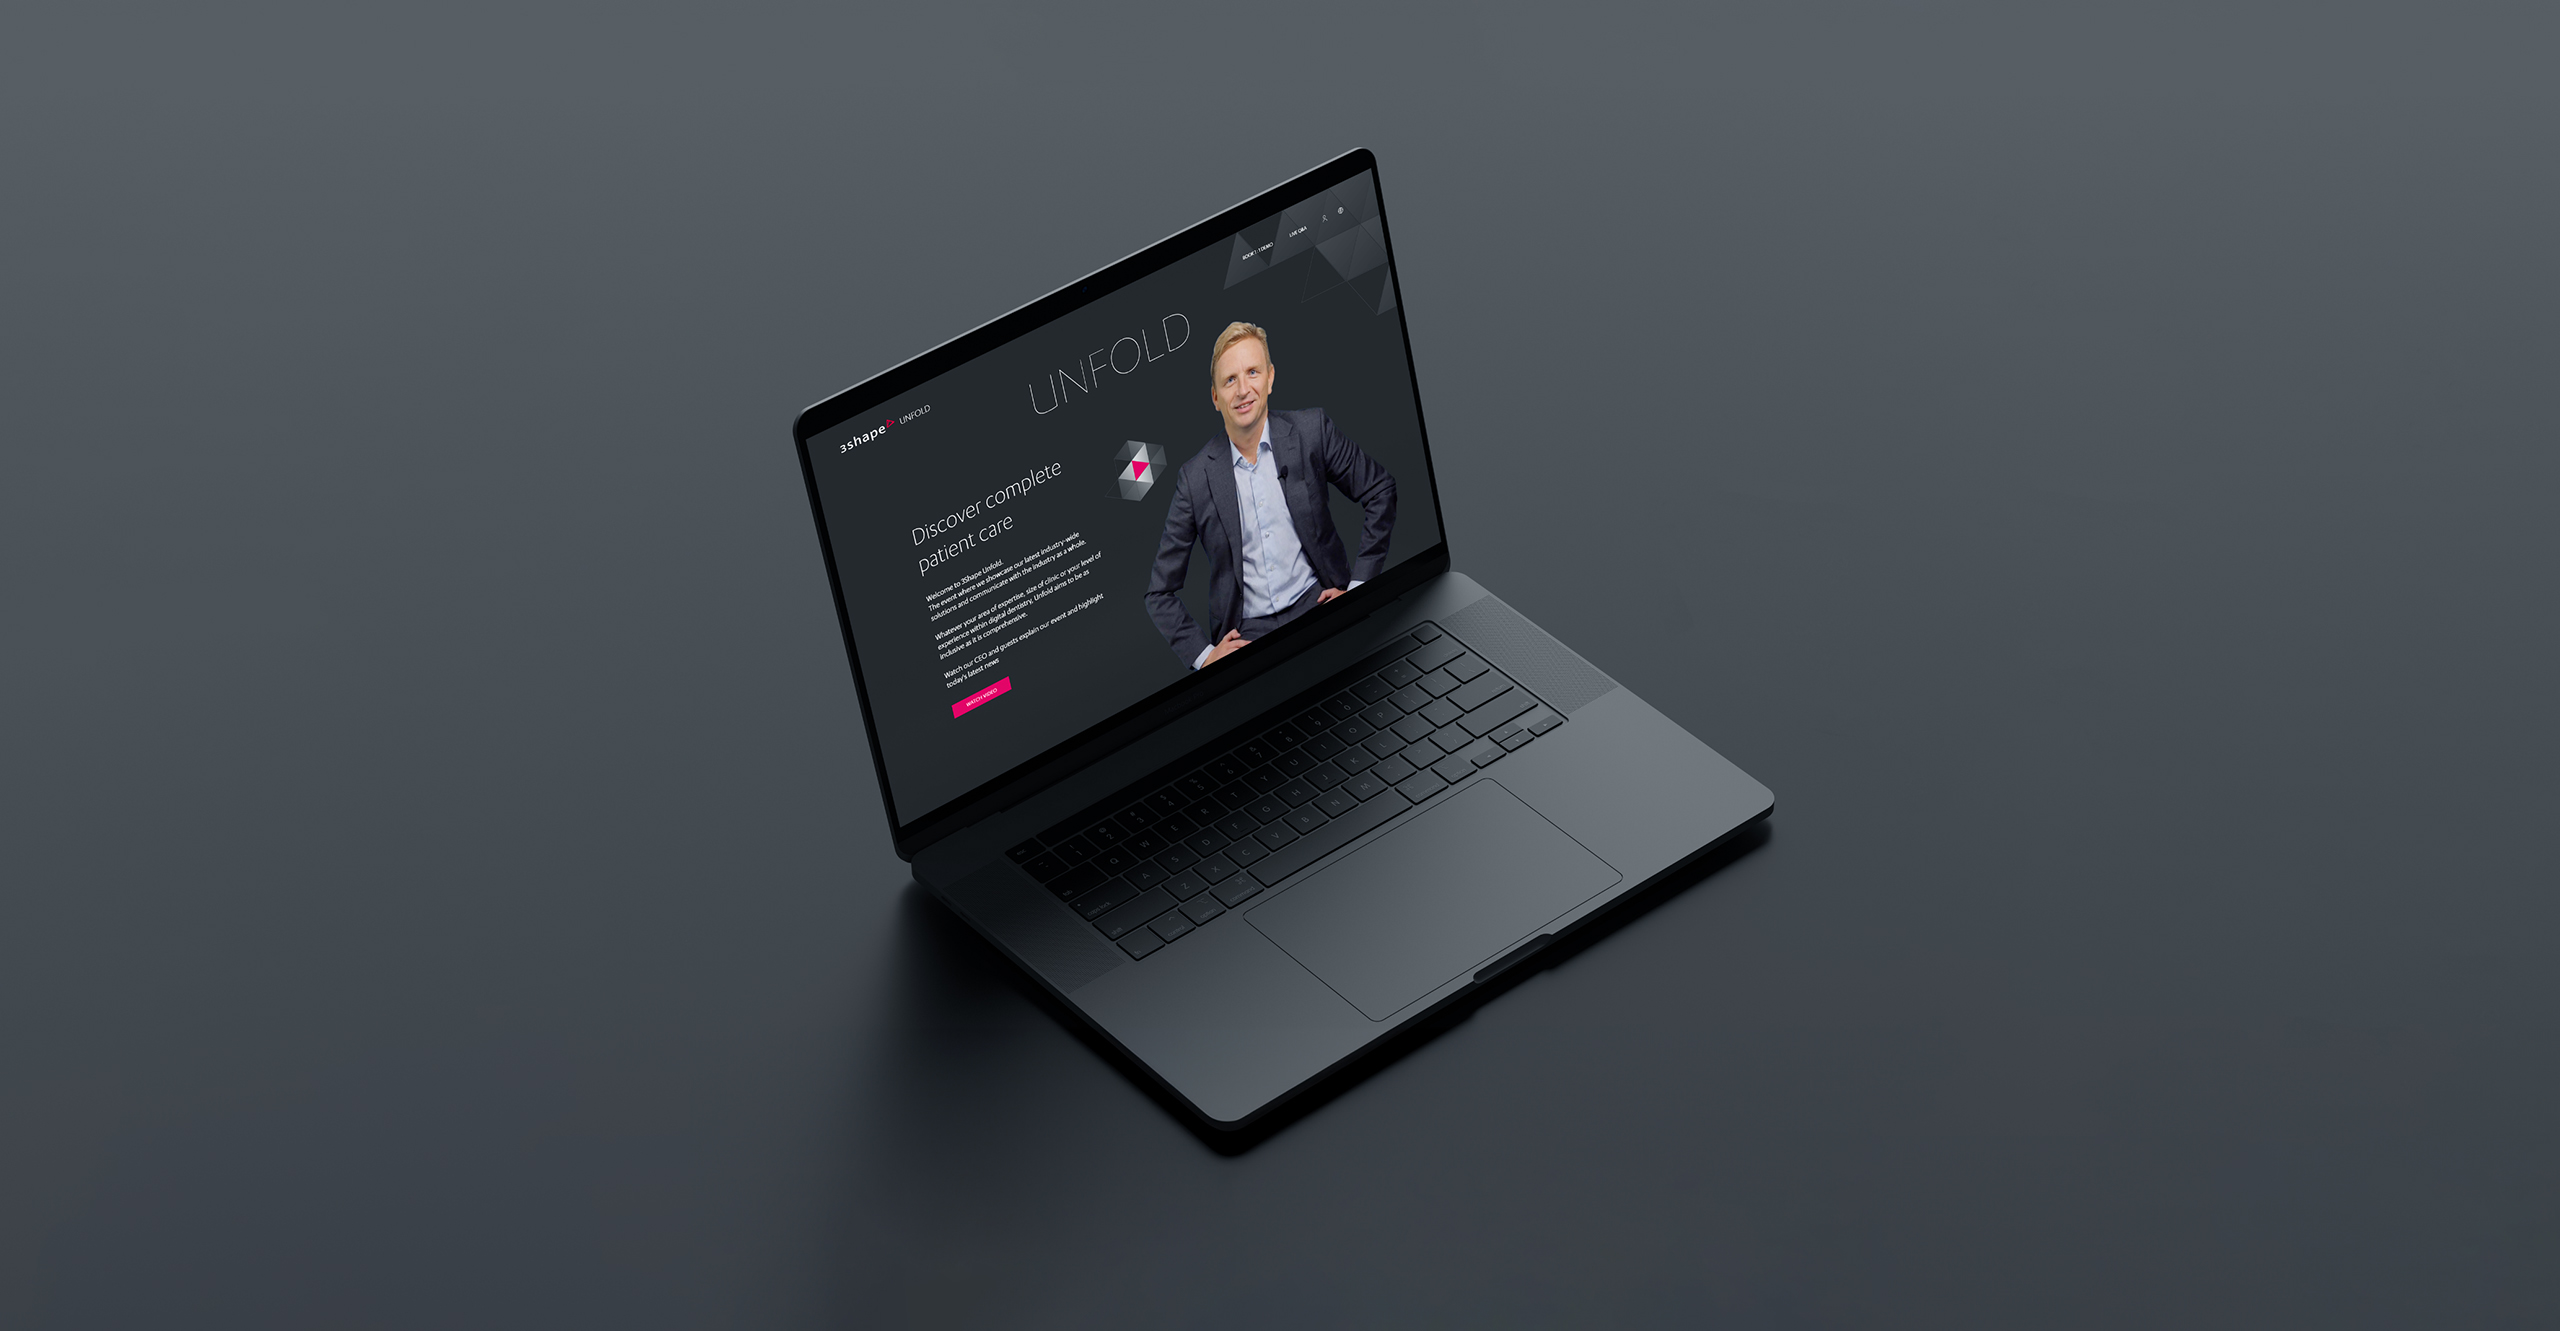 3shape UNFOLD
BOOK 1:1 DEMO
LIVE Q&A
UNFOLD
Discover complete
patient care
Welcome to 3Shape Unfold.
The event where we showcase our latest industry-wide
solutions and communicate with the industry as a whole.
Whatever your area of expertise, size of clinic or your level of
experience within digital dentistry, Unfold aims to be as
inclusive as it is comprehensive.
Watch our CEO and guests explain our event and highlight
today's latest news
WATCH VIDEO
Q W E R T Y U I O P
A S D F G H J K L
Z X C V B N M